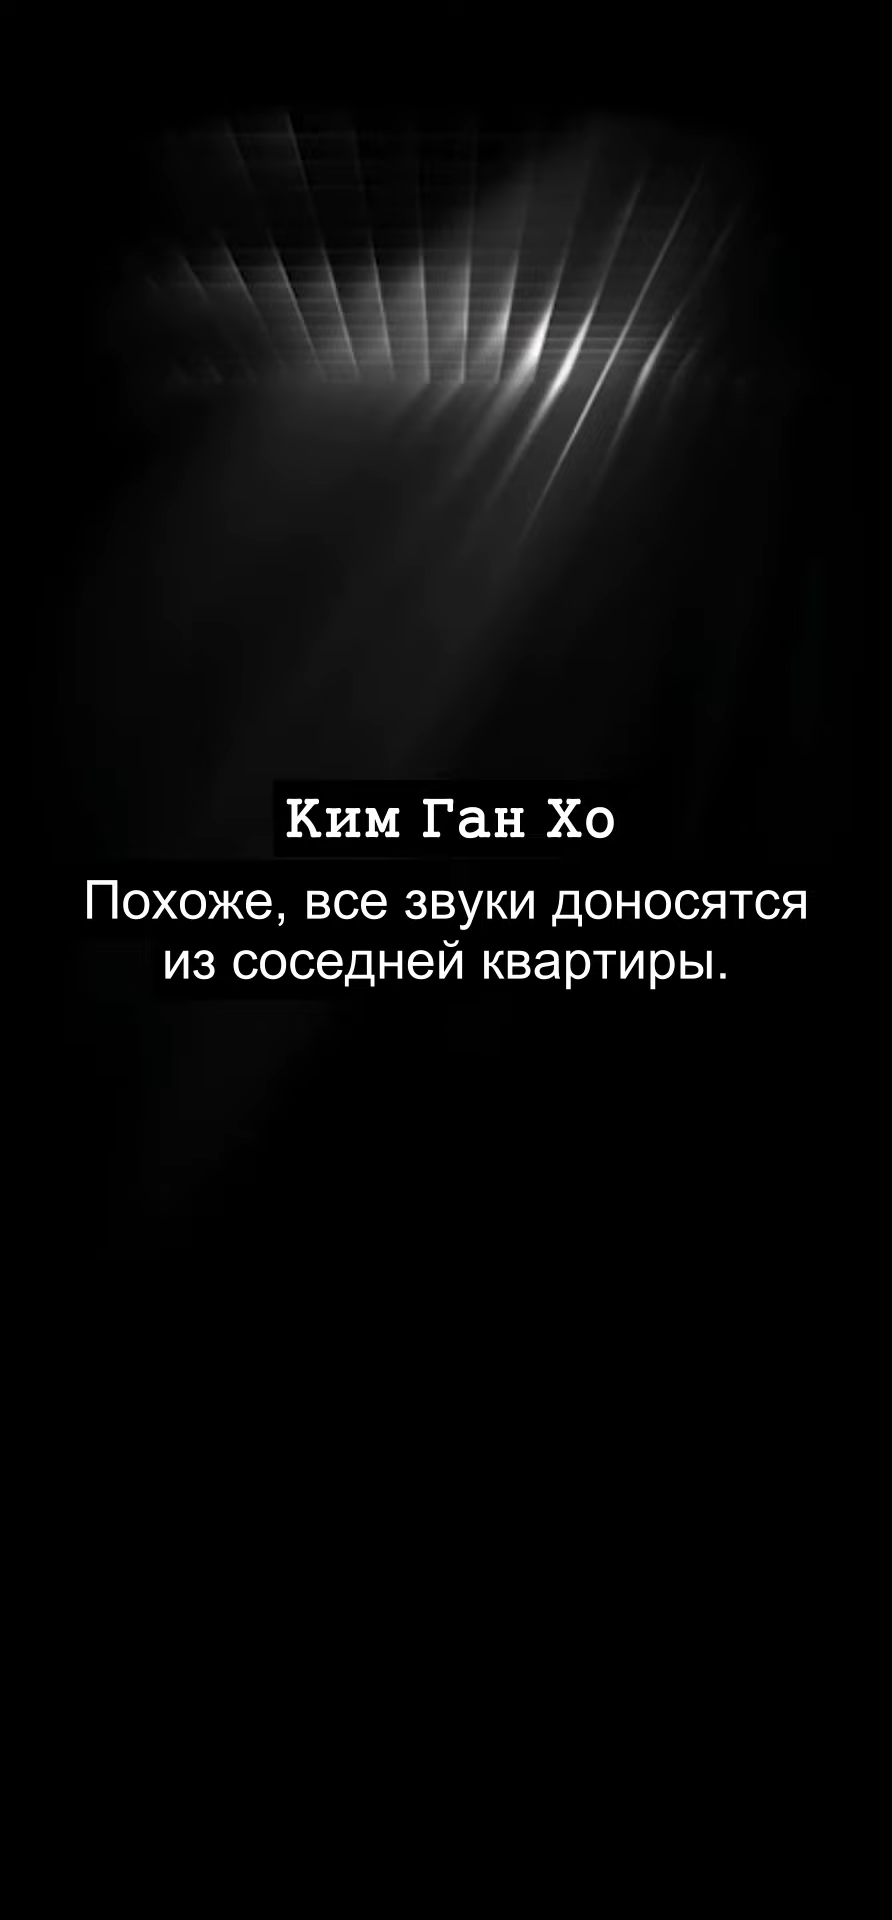 Ким Ган Хо
Похоже, все звуки доносятся
из соседней квартиры.